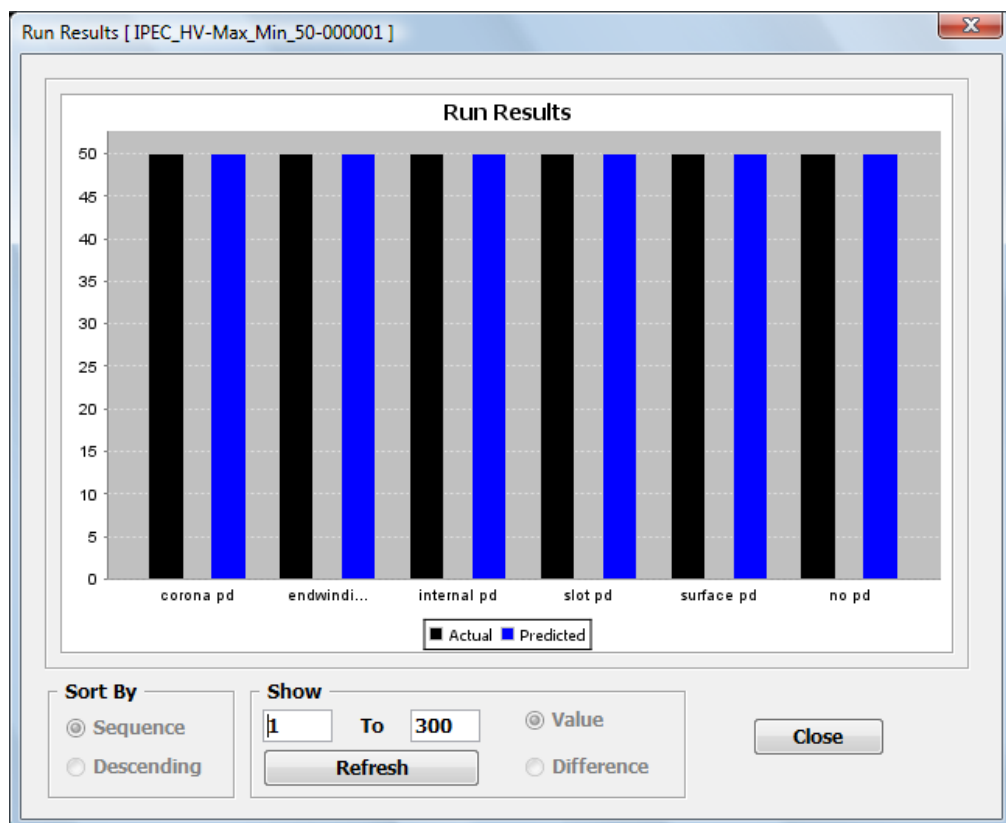 Run Results [ IPEC_HV-Max_Min_50-000001 ]
X
Run Results
50
45
40
35
30
25
20
15
10
5
0
corona pd endwindi... internal pd slot pd surface pd no pd
Actual Predicted
Sort By
Sequence
Descending
Show
1 To 300
Refresh
Value
Difference
Close